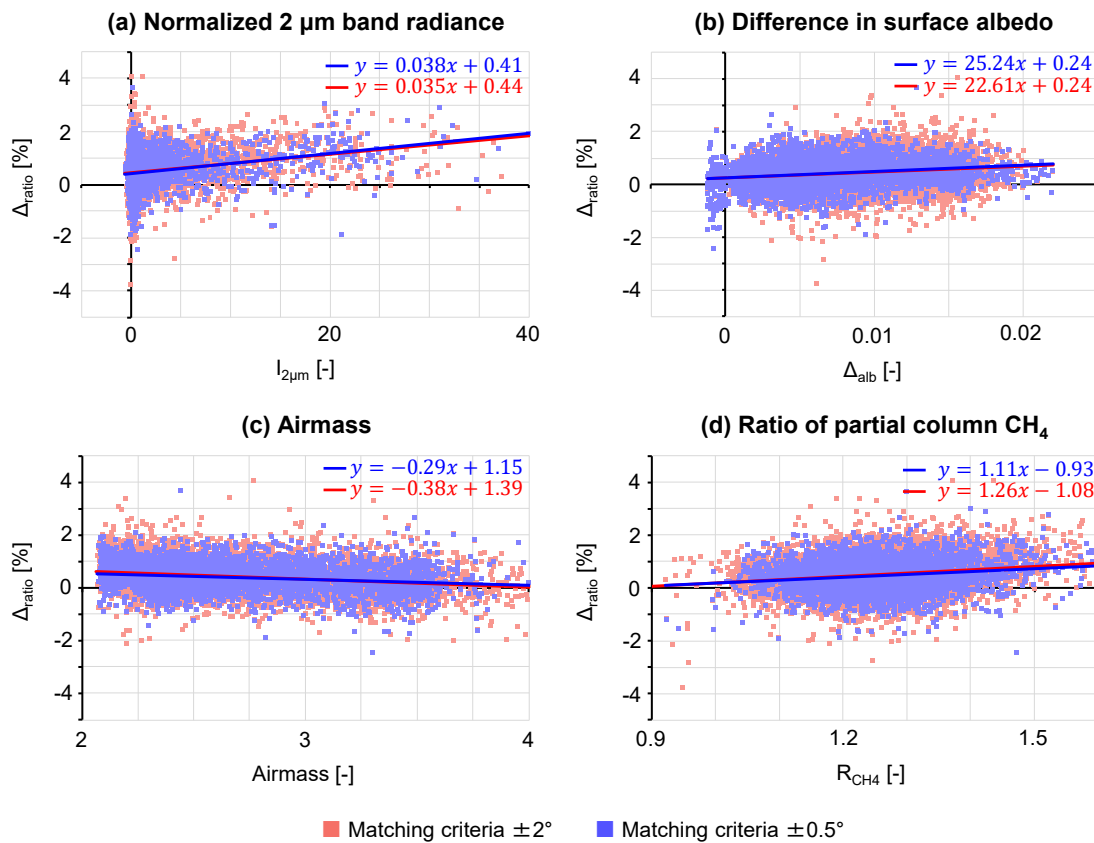 (a) Normalized 2 μm band radiance
y = 0.038x + 0.41
y = 0.035x + 0.44
4
2
0
-2
-4
Δratio [%]
0 20 40
I2μm [-]
(b) Difference in surface albedo
y = 25.24x + 0.24
y = 22.61x + 0.24
4
2
0
-2
-4
Δratio [%]
0 0.01 0.02
Δalb [-]
(c) Airmass
y = −0.29x + 1.15
y = −0.38x + 1.39
4
2
0
-2
-4
Δratio [%]
2 3 4
Airmass [-]
(d) Ratio of partial column CH4
y = 1.11x − 0.93
y = 1.26x − 1.08
4
2
0
-2
-4
Δratio [%]
0.9 1.2 1.5
RCH4 [-]
Matching criteria ±2° Matching criteria ±0.5°